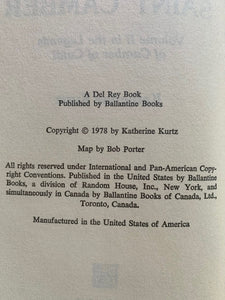 A Del Rey Book
Published by Ballantine Books
Copyright © 1978 by Katherine Kurtz
Map by Bob Porter
All rights reserved under International and Pan-American Copy-
right Conventions. Published in the United States by Ballantine
Books, a division of Random House, Inc., New York, and
simultaneously in Canada by Ballantine Books of Canada, Ltd.,
Toronto, Canada.
Manufactured in the United States of America